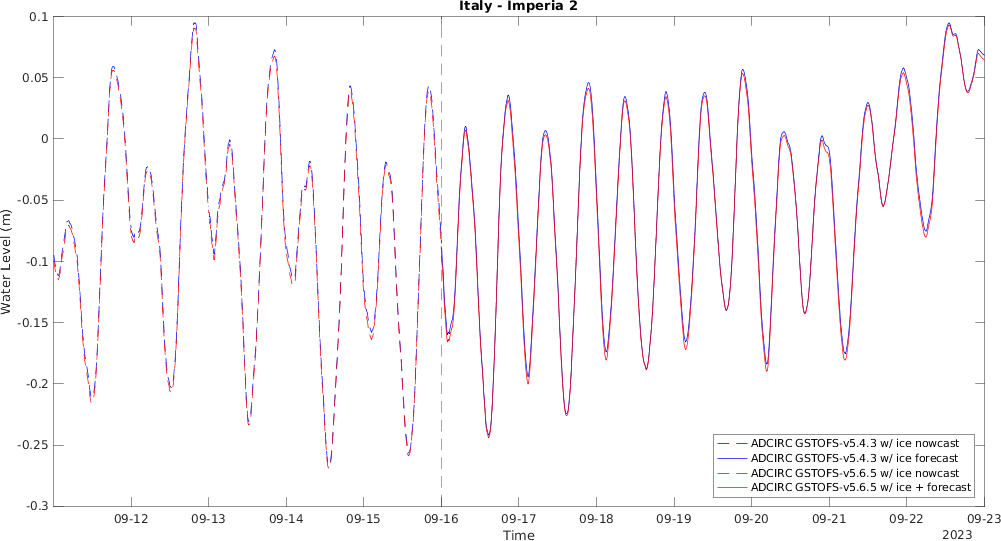 Italy - Imperia 2
0.1
0.05
0
-0.05
-0.1
-0.15
-0.2
-0.25
-0.3
Water Level (m)
ADCIRC GSTOFS-v5.4.3 w/ ice nowcast
ADCIRC GSTOFS-v5.4.3 w/ ice forecast
ADCIRC GSTOFS-v5.6.5 w/ ice nowcast
ADCIRC GSTOFS-v5.6.5 w/ ice + forecast
09-12 09-13 09-14 09-15 09-16 09-17 09-18 09-19 09-20 09-21 09-22 09-23
Time
2023